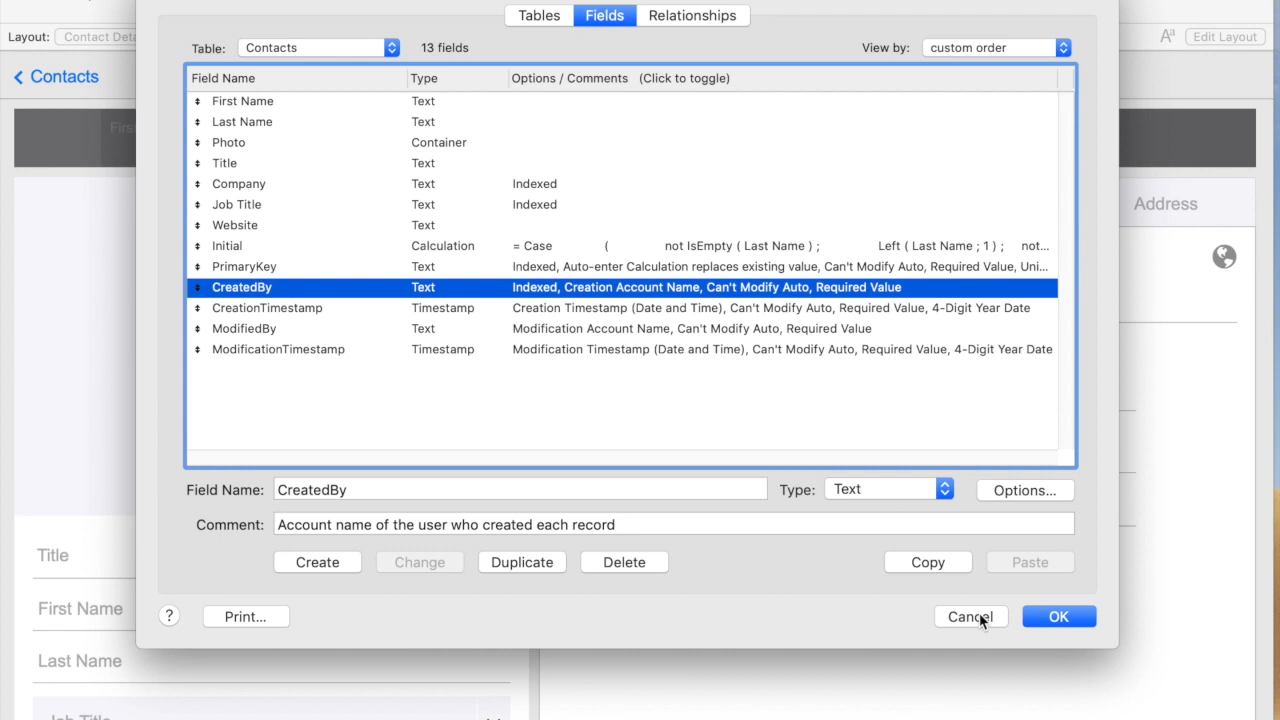 Tables Fields Relationships
Layout: Contact Deta Edit Layout
Table: Contacts 13 fields View by: custom order
Contacts
Field Name Type Options / Comments (Click to toggle)
First Name Text
Last Name Text
Photo Container
Title Text
Company Text Indexed
Job Title Text Indexed
Website Text
Initial Calculation = Case ( not IsEmpty ( Last Name ) ; Left ( Last Name ; 1 ) ; not...
PrimaryKey Text Indexed, Auto-enter Calculation replaces existing value, Can't Modify Auto, Required Value, Uni...
CreatedBy Text Indexed, Creation Account Name, Can't Modify Auto, Required Value
CreationTimestamp Timestamp Creation Timestamp (Date and Time), Can't Modify Auto, Required Value, 4-Digit Year Date
ModifiedBy Text Modification Account Name, Can't Modify Auto, Required Value
ModificationTimestamp Timestamp Modification Timestamp (Date and Time), Can't Modify Auto, Required Value, 4-Digit Year Date
Address
Field Name: CreatedBy Type: Text Options...
Comment: Account name of the user who created each record
Create Change Duplicate Delete Copy Paste
? Print... Cancel OK
Title
First Name
Last Name
Job Title